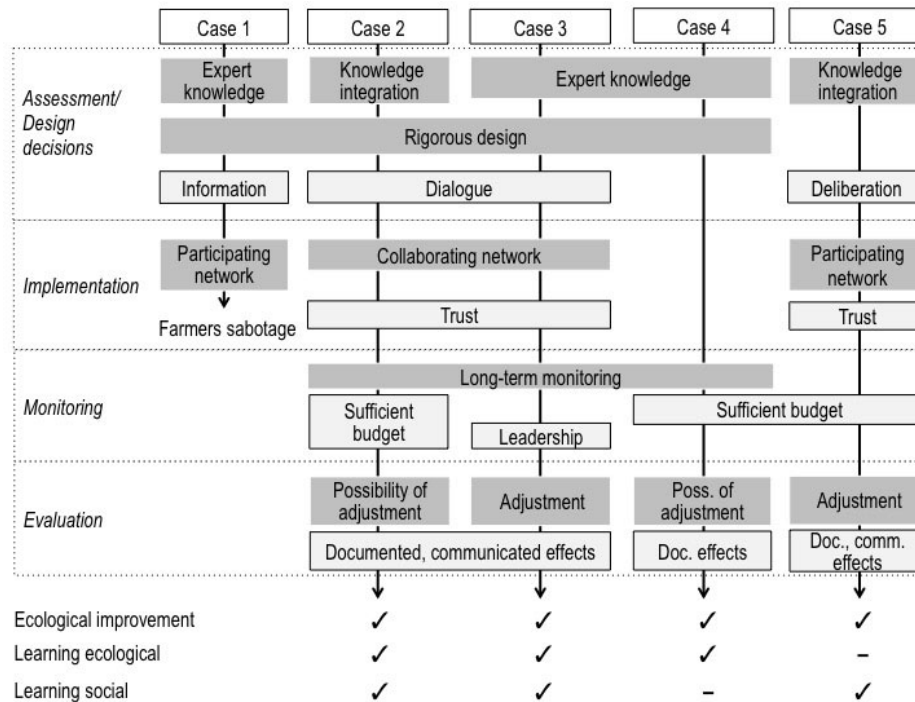 Case 1 Case 2 Case 3 Case 4 Case 5
Assessment/
Design
decisions
Expert
knowledge
Knowledge
integration
Expert knowledge
Knowledge
integration
Rigorous design
Information
Dialogue
Deliberation
Implementation
Participating
network
Collaborating network
Participating
network
Farmers sabotage
Trust
Trust
Monitoring
Long-term monitoring
Sufficient
budget
Leadership
Sufficient budget
Evaluation
Possibility of
adjustment
Adjustment
Poss. of
adjustment
Adjustment
Documented, communicated effects
Doc. effects
Doc., comm.
effects
Ecological improvement ✓ ✓ ✓ ✓
Learning ecological ✓ ✓ ✓ –
Learning social ✓ ✓ – ✓